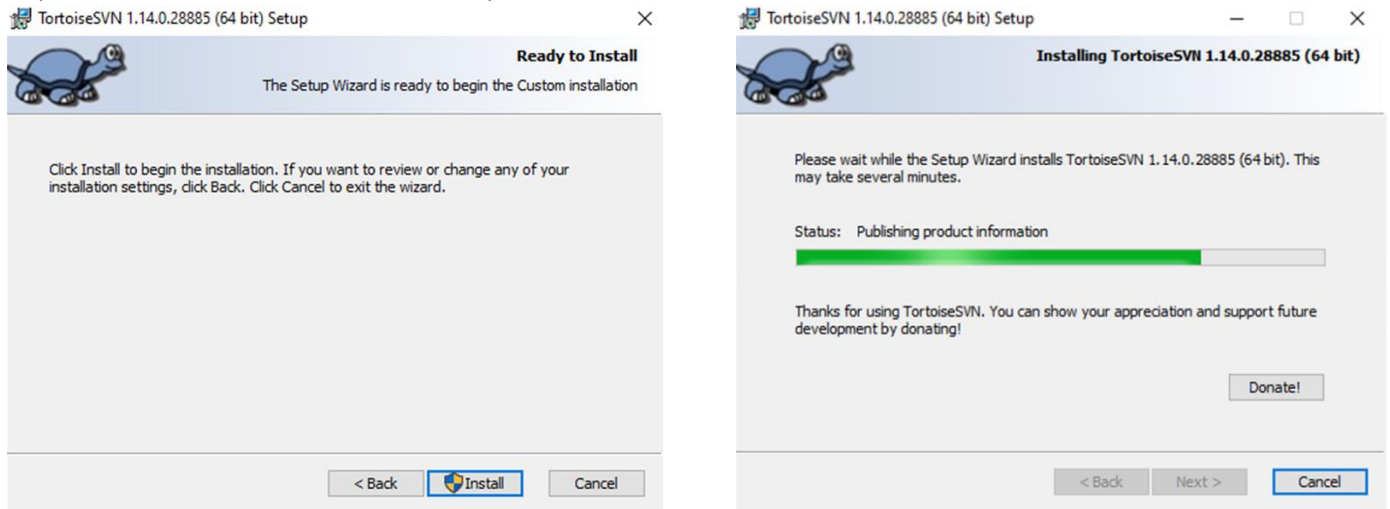 TortoiseSVN 1.14.0.28885 (64 bit) Setup
Ready to Install
The Setup Wizard is ready to begin the Custom installation
Click Install to begin the installation. If you want to review or change any of your
installation settings, click Back. Click Cancel to exit the wizard.
< Back
Install
Cancel
TortoiseSVN 1.14.0.28885 (64 bit) Setup
Installing TortoiseSVN 1.14.0.28885 (64 bit)
Please wait while the Setup Wizard installs TortoiseSVN 1.14.0.28885 (64 bit). This
may take several minutes.
Status: Publishing product information
Thanks for using TortoiseSVN. You can show your appreciation and support future
development by donating!
Donate!
< Back
Next >
Cancel